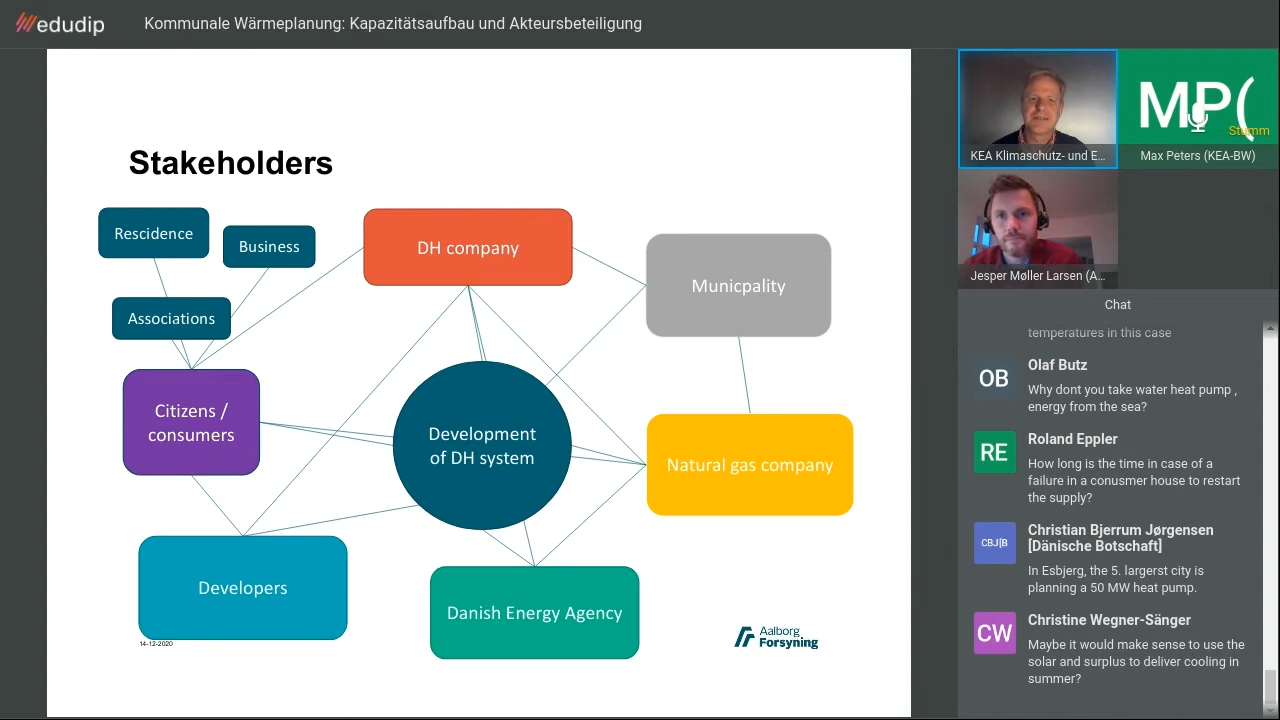 edudip
Kommunale Wärmeplanung: Kapazitätsaufbau und Akteursbeteiligung
Stakeholders
Rescidence
Business
Associations
DH company
Municpality
Citizens /
consumers
Development
of DH system
Natural gas company
Developers
Danish Energy Agency
14-12-2020
Aalborg
Forsyning
KEA Klimaschutz- und E...
MP(
Stumm
Max Peters (KEA-BW)
Jesper Møller Larsen (A...
Chat
temperatures in this case
OB
Olaf Butz
Why dont you take water heat pump ,
energy from the sea?
RE
Roland Eppler
How long is the time in case of a
failure in a conusmer house to restart
the supply?
CBJ[B
Christian Bjerrum Jørgensen
[Dänische Botschaft]
In Esbjerg, the 5. largerst city is
planning a 50 MW heat pump.
CW
Christine Wegner-Sänger
Maybe it would make sense to use the
solar and surplus to deliver cooling in
summer?